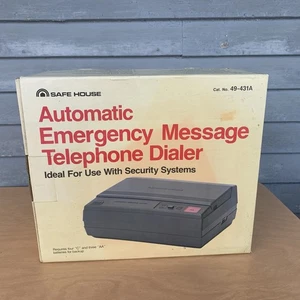 SAFE HOUSE
Cat. No. 49-431A
Automatic
Emergency Message
Telephone Dialer
Ideal For Use With Security Systems